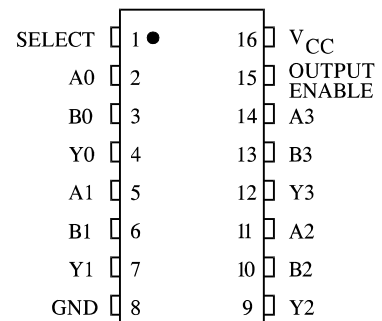 SELECT 1 16 VCC
A0 2 15 OUTPUT ENABLE
B0 3 14 A3
Y0 4 13 B3
A1 5 12 Y3
B1 6 11 A2
Y1 7 10 B2
GND 8 9 Y2